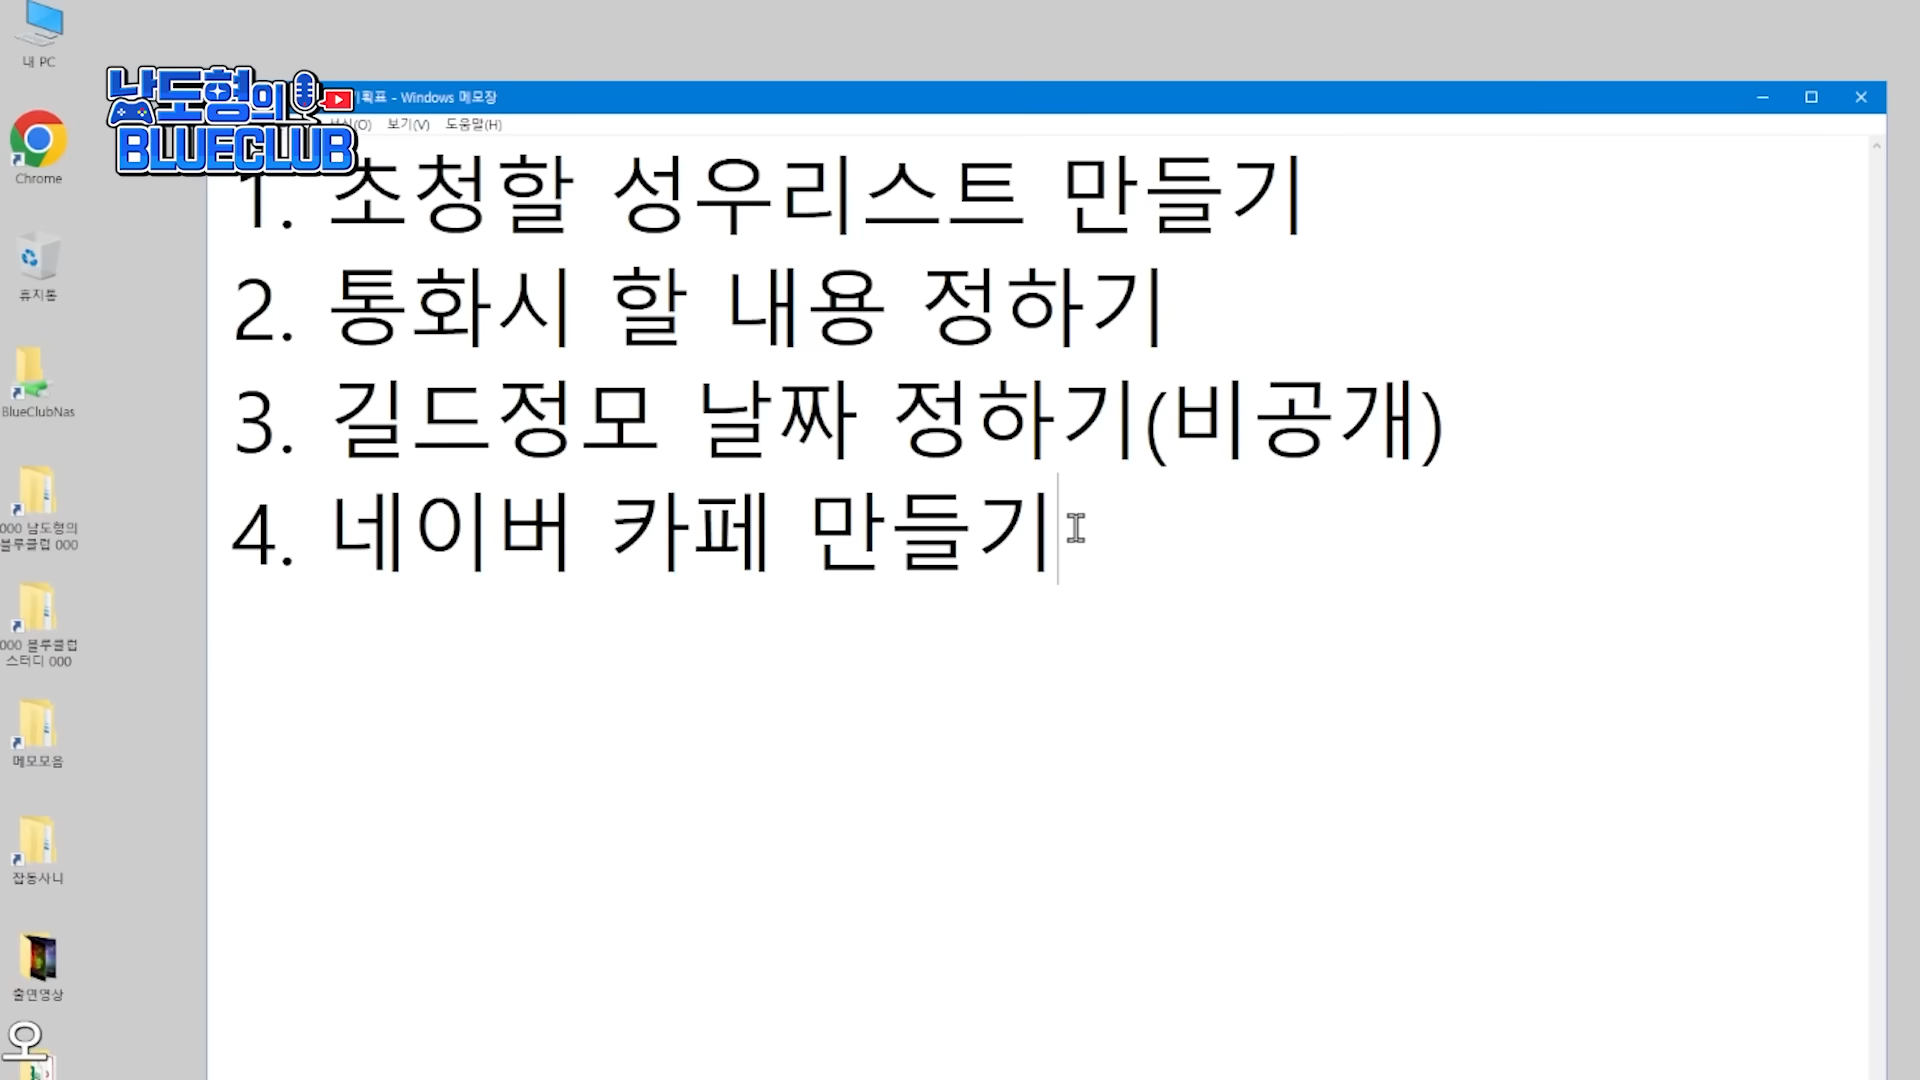 내 PC
남도형의
BLUECLUB
획표 - Windows 메모장
서식(O) 보기(V) 도움말(H)
1. 초청할 성우리스트 만들기
2. 통화시 할 내용 정하기
3. 길드정모 날짜 정하기(비공개)
4. 네이버 카페 만들기
Chrome
휴지통
BlueClubNas
000 남도형의
블루클럽 000
000 블루클럽
스터디 000
메모모음
잡동사니
출연영상
오